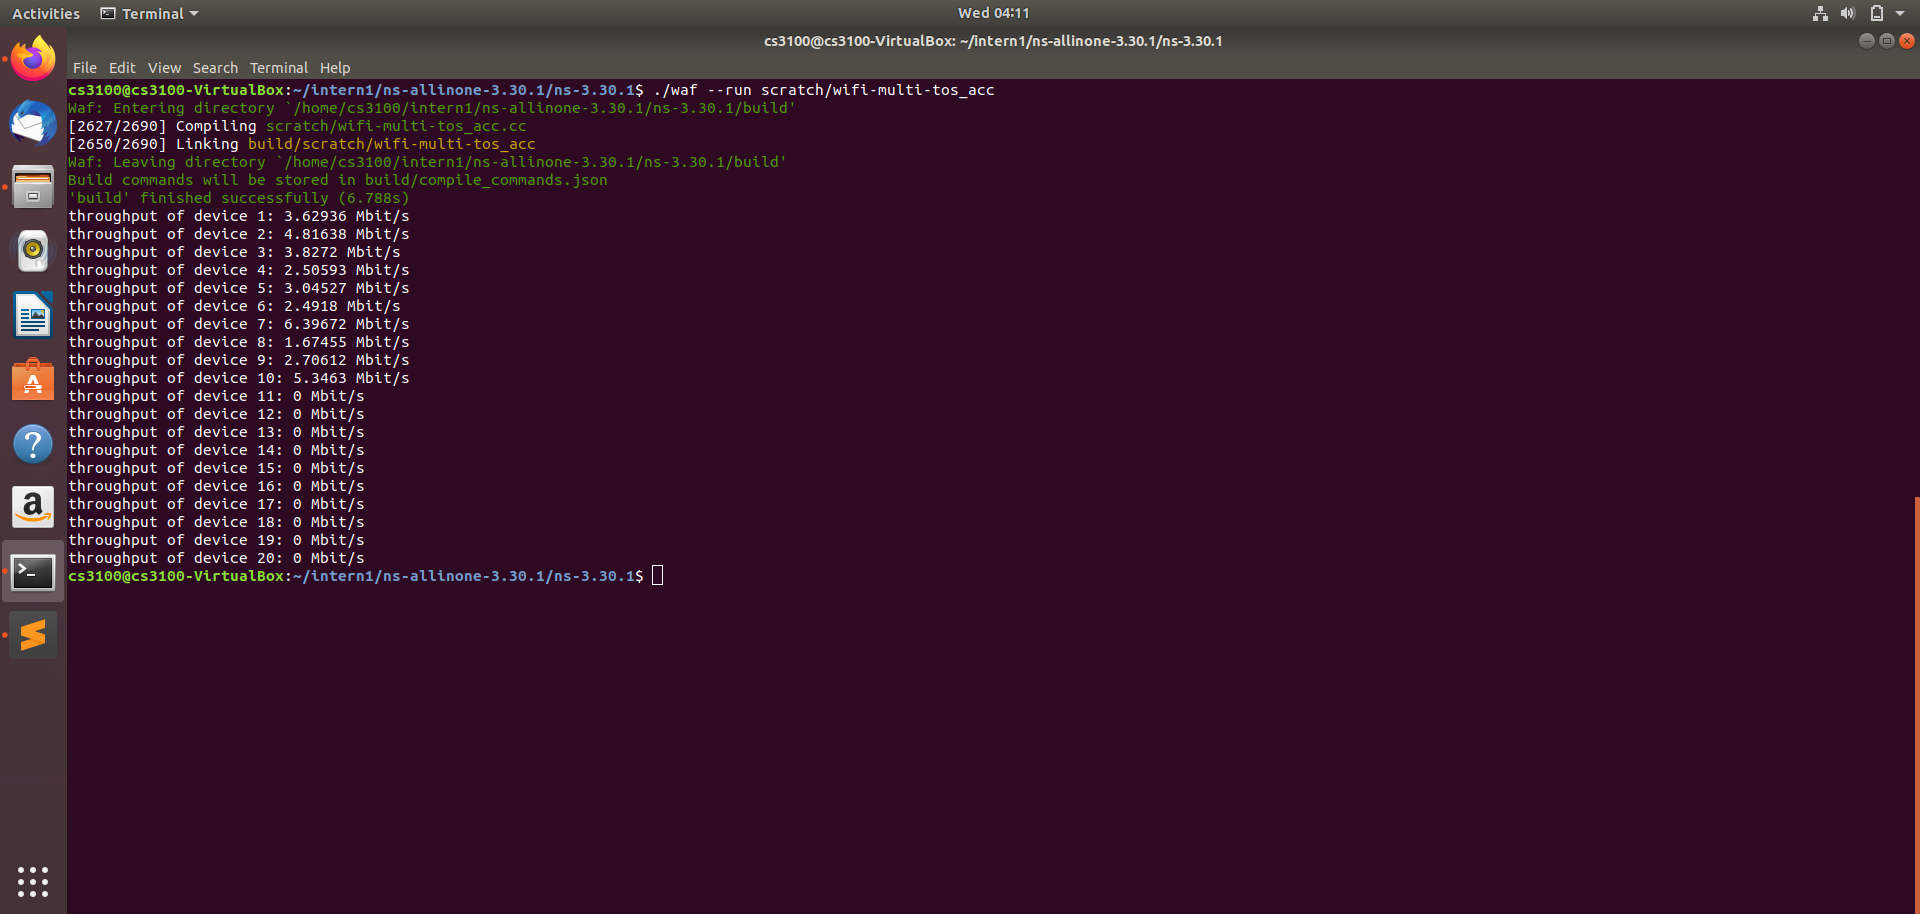 Activities
Terminal
Wed 04:11
cs3100@cs3100-VirtualBox: ~/intern1/ns-allinone-3.30.1/ns-3.30.1
File Edit View Search Terminal Help
cs3100@cs3100-VirtualBox:~/intern1/ns-allinone-3.30.1/ns-3.30.1$ ./waf --run scratch/wifi-multi-tos_acc
Waf: Entering directory `/home/cs3100/intern1/ns-allinone-3.30.1/ns-3.30.1/build'
[2627/2690] Compiling scratch/wifi-multi-tos_acc.cc
[2650/2690] Linking build/scratch/wifi-multi-tos_acc
Waf: Leaving directory `/home/cs3100/intern1/ns-allinone-3.30.1/ns-3.30.1/build'
Build commands will be stored in build/compile_commands.json
'build' finished successfully (6.788s)
throughput of device 1: 3.62936 Mbit/s
throughput of device 2: 4.81638 Mbit/s
throughput of device 3: 3.8272 Mbit/s
throughput of device 4: 2.50593 Mbit/s
throughput of device 5: 3.04527 Mbit/s
throughput of device 6: 2.4918 Mbit/s
throughput of device 7: 6.39672 Mbit/s
throughput of device 8: 1.67455 Mbit/s
throughput of device 9: 2.70612 Mbit/s
throughput of device 10: 5.3463 Mbit/s
throughput of device 11: 0 Mbit/s
throughput of device 12: 0 Mbit/s
throughput of device 13: 0 Mbit/s
throughput of device 14: 0 Mbit/s
throughput of device 15: 0 Mbit/s
throughput of device 16: 0 Mbit/s
throughput of device 17: 0 Mbit/s
throughput of device 18: 0 Mbit/s
throughput of device 19: 0 Mbit/s
throughput of device 20: 0 Mbit/s
cs3100@cs3100-VirtualBox:~/intern1/ns-allinone-3.30.1/ns-3.30.1$